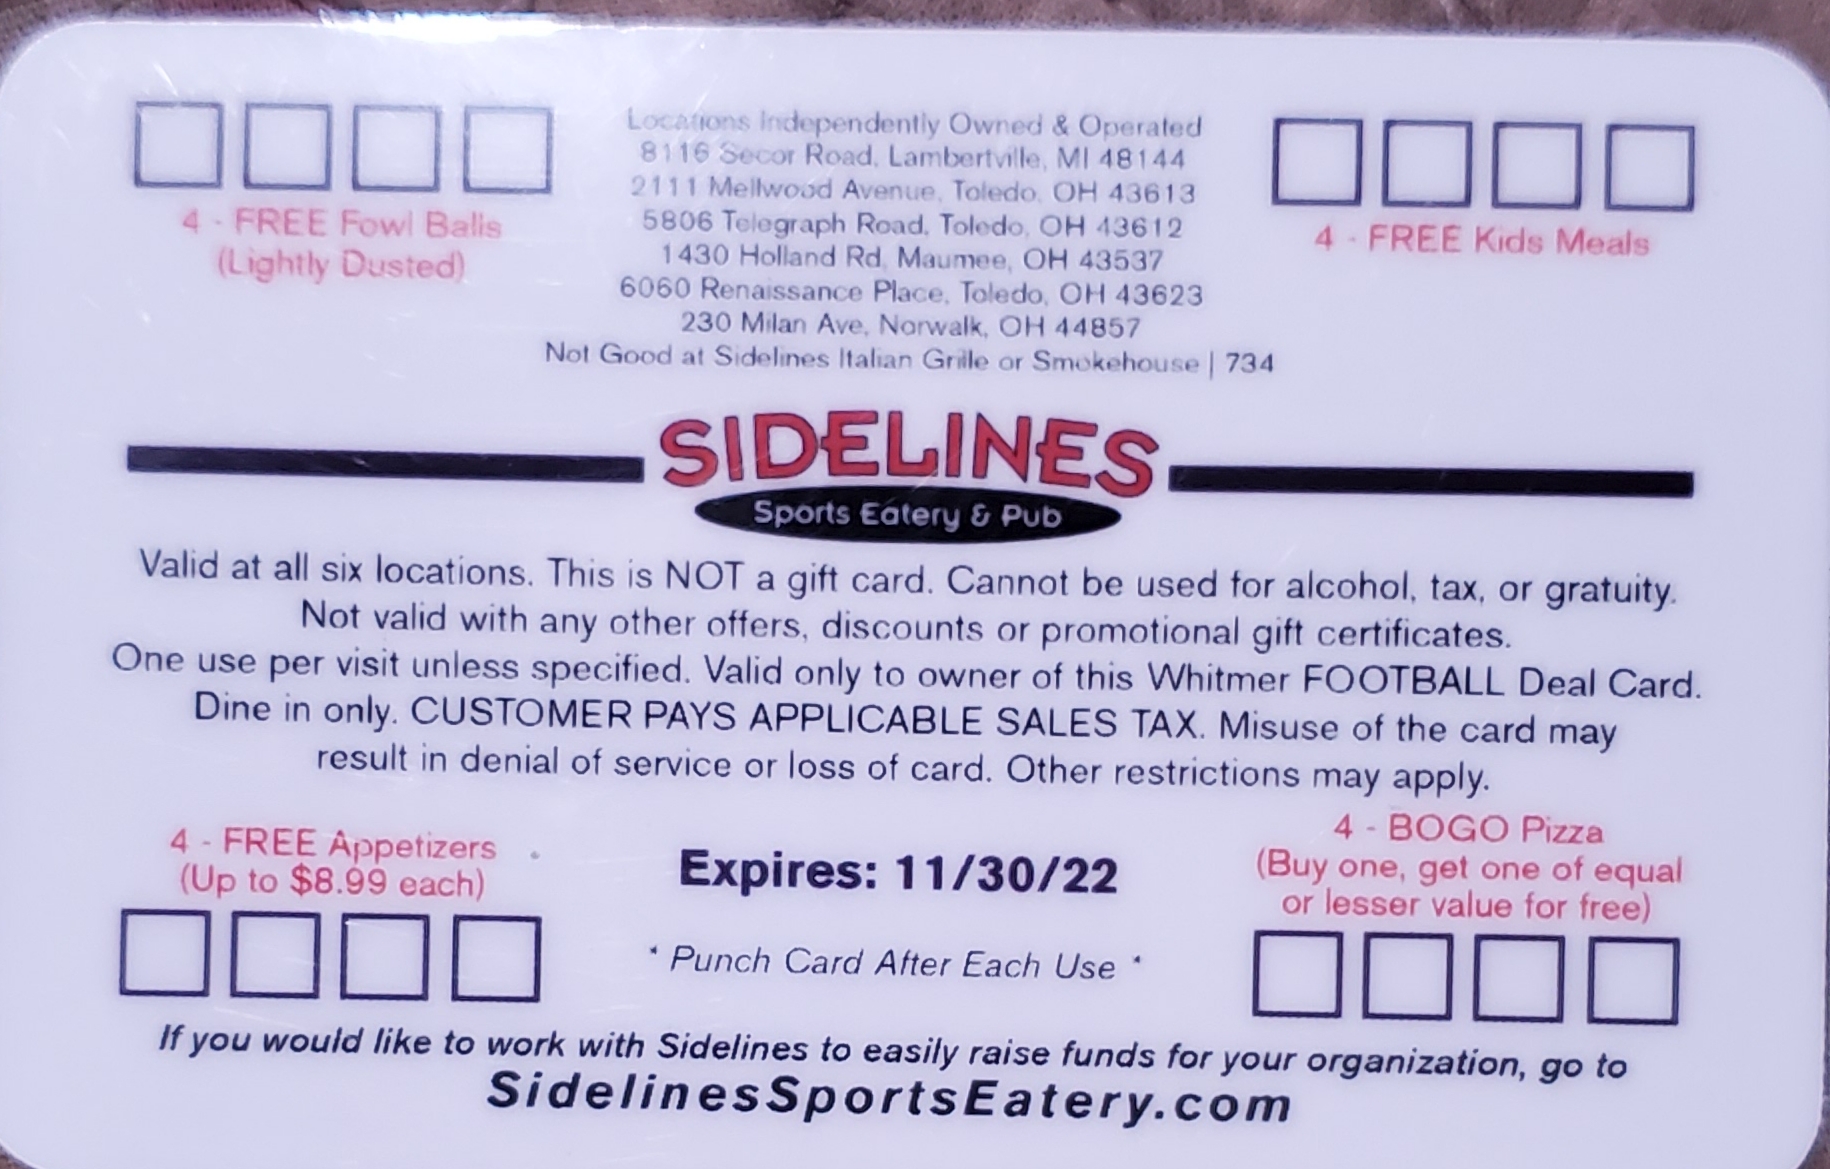 4 - FREE Fowl Balls
(Lightly Dusted)
Locations Independently Owned & Operated
8116 Secor Road, Lambertville, MI 48144
2111 Mellwood Avenue, Toledo, OH 43613
5806 Telegraph Road, Toledo, OH 43612
1430 Holland Rd, Maumee, OH 43537
6060 Renaissance Place, Toledo, OH 43623
230 Milan Ave, Norwalk, OH 44857
Not Good at Sidelines Italian Grille or Smokehouse | 734
4 - FREE Kids Meals
SIDELINES
Sports Eatery & Pub
Valid at all six locations. This is NOT a gift card. Cannot be used for alcohol, tax, or gratuity.
Not valid with any other offers, discounts or promotional gift certificates.
One use per visit unless specified. Valid only to owner of this Whitmer FOOTBALL Deal Card.
Dine in only. CUSTOMER PAYS APPLICABLE SALES TAX. Misuse of the card may
result in denial of service or loss of card. Other restrictions may apply.
4 - FREE Appetizers
(Up to $8.99 each)
Expires: 11/30/22
* Punch Card After Each Use *
4 - BOGO Pizza
(Buy one, get one of equal
or lesser value for free)
If you would like to work with Sidelines to easily raise funds for your organization, go to
SidelinesSportsEatery.com